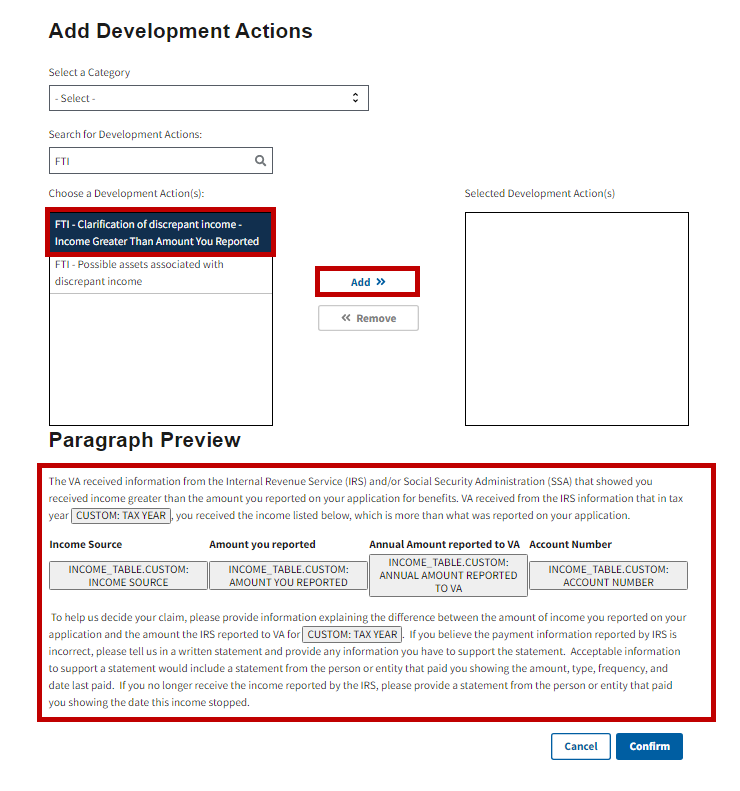 Add Development Actions
Select a Category
- Select -
Search for Development Actions:
FTI
Choose a Development Action(s):
Selected Development Action(s)
FTI - Clarification of discrepant income -
Income Greater Than Amount You Reported
FTI - Possible assets associated with
discrepant income
Add »
« Remove
Paragraph Preview
The VA received information from the Internal Revenue Service (IRS) and/or Social Security Administration (SSA) that showed you
received income greater than the amount you reported on your application for benefits. VA received from the IRS information that in tax
year CUSTOM: TAX YEAR, you received the income listed below, which is more than what was reported on your application.
Income Source Amount you reported Annual Amount reported to VA Account Number
INCOME_TABLE.CUSTOM: INCOME SOURCE
INCOME_TABLE.CUSTOM: AMOUNT YOU REPORTED
INCOME_TABLE.CUSTOM: ANNUAL AMOUNT REPORTED TO VA
INCOME_TABLE.CUSTOM: ACCOUNT NUMBER
To help us decide your claim, please provide information explaining the difference between the amount of income you reported on your
application and the amount the IRS reported to VA for CUSTOM: TAX YEAR. If you believe the payment information reported by IRS is
incorrect, please tell us in a written statement and provide any information you have to support the statement. Acceptable information
to support a statement would include a statement from the person or entity that paid you showing the amount, type, frequency, and
date last paid. If you no longer receive the income reported by the IRS, please provide a statement from the person or entity that paid
you showing the date this income stopped.
Cancel
Confirm